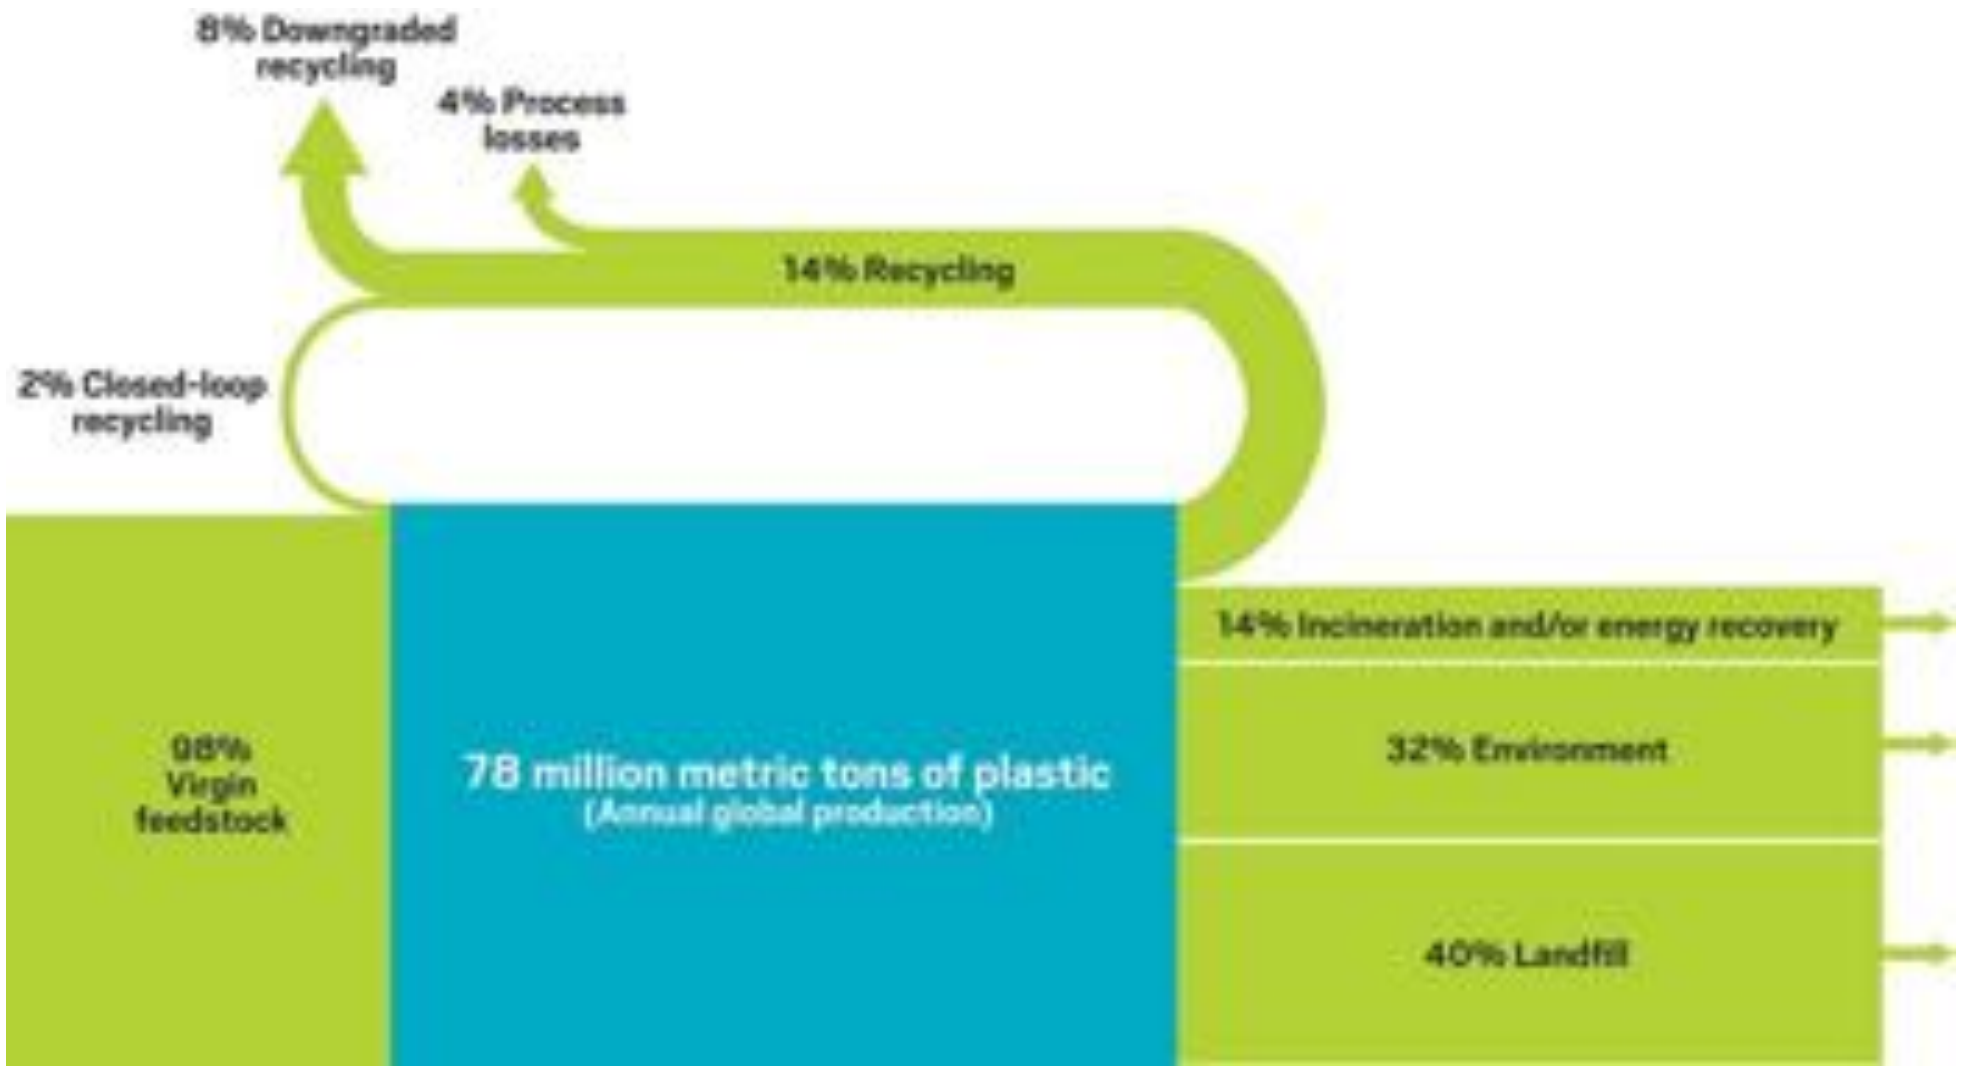 8% Downgraded
recycling
4% Process
losses
14% Recycling
2% Closed-loop
recycling
14% Incineration and/or energy recovery
98%
Virgin
feedstock
78 million metric tons of plastic
(Annual global production)
32% Environment
40% Landfill